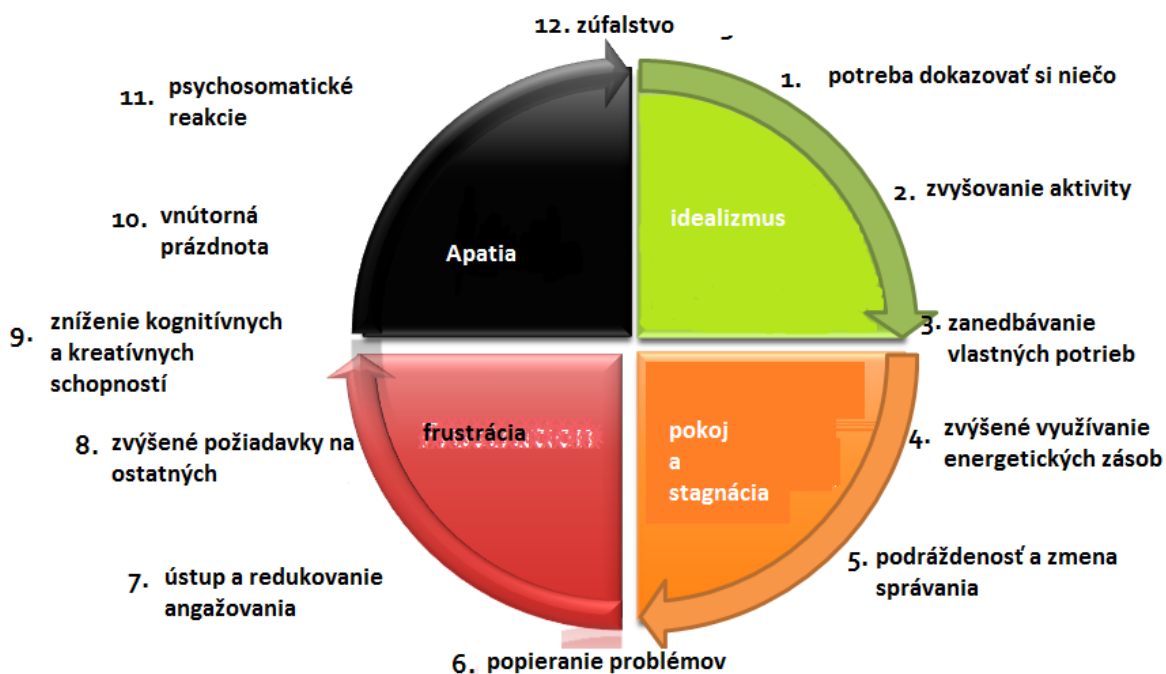 12. zúfalstvo
1. potreba dokazovať si niečo
2. zvyšovanie aktivity
3. zanedbávanie
vlastných potrieb
4. zvýšené využívanie
energetických zásob
5. podráždenosť a zmena
správania
6. popieranie problémov
7. ústup a redukovanie
angažovania
8. zvýšené požiadavky na
ostatných
9. zníženie kognitívnych
a kreatívnych
schopností
10. vnútorná
prázdnota
11. psychosomatické
reakcie
Apatia
idealizmus
frustrácia
pokoj
a
stagnácia